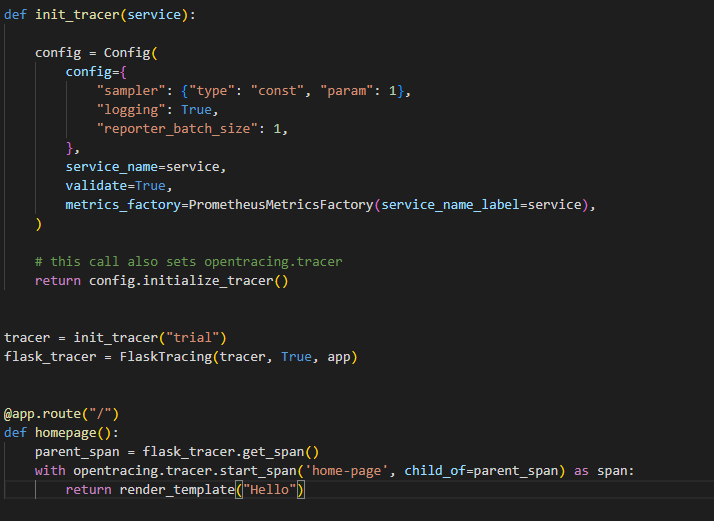 def init_tracer(service):
config = Config(
config={
"sampler": {"type": "const", "param": 1},
"logging": True,
"reporter_batch_size": 1,
},
service_name=service,
validate=True,
metrics_factory=PrometheusMetricsFactory(service_name_label=service),
)
# this call also sets opentracing.tracer
return config.initialize_tracer()
tracer = init_tracer("trial")
flask_tracer = FlaskTracing(tracer, True, app)
@app.route("/")
def homepage():
parent_span = flask_tracer.get_span()
with opentracing.tracer.start_span('home-page', child_of=parent_span) as span:
return render_template("Hello")